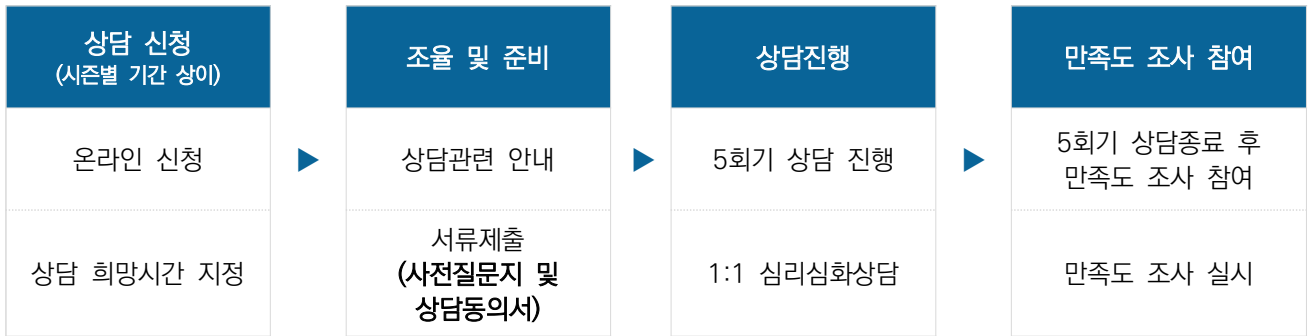 상담 신청
(시즌별 기간 상이)
온라인 신청
상담 희망시간 지정
▶
조율 및 준비
상담관련 안내
서류제출
(사전질문지 및
상담동의서)
▶
상담진행
5회기 상담 진행
1:1 심리심화상담
▶
만족도 조사 참여
5회기 상담종료 후
만족도 조사 참여
만족도 조사 실시